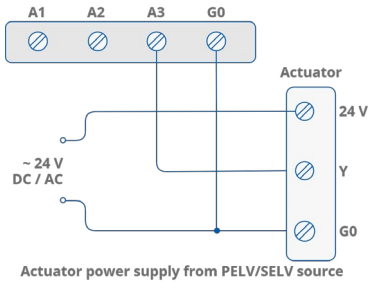 A1 A2 A3 G0
Actuator
24 V
~ 24 V
DC / AC
Y
G0
Actuator power supply from PELV/SELV source